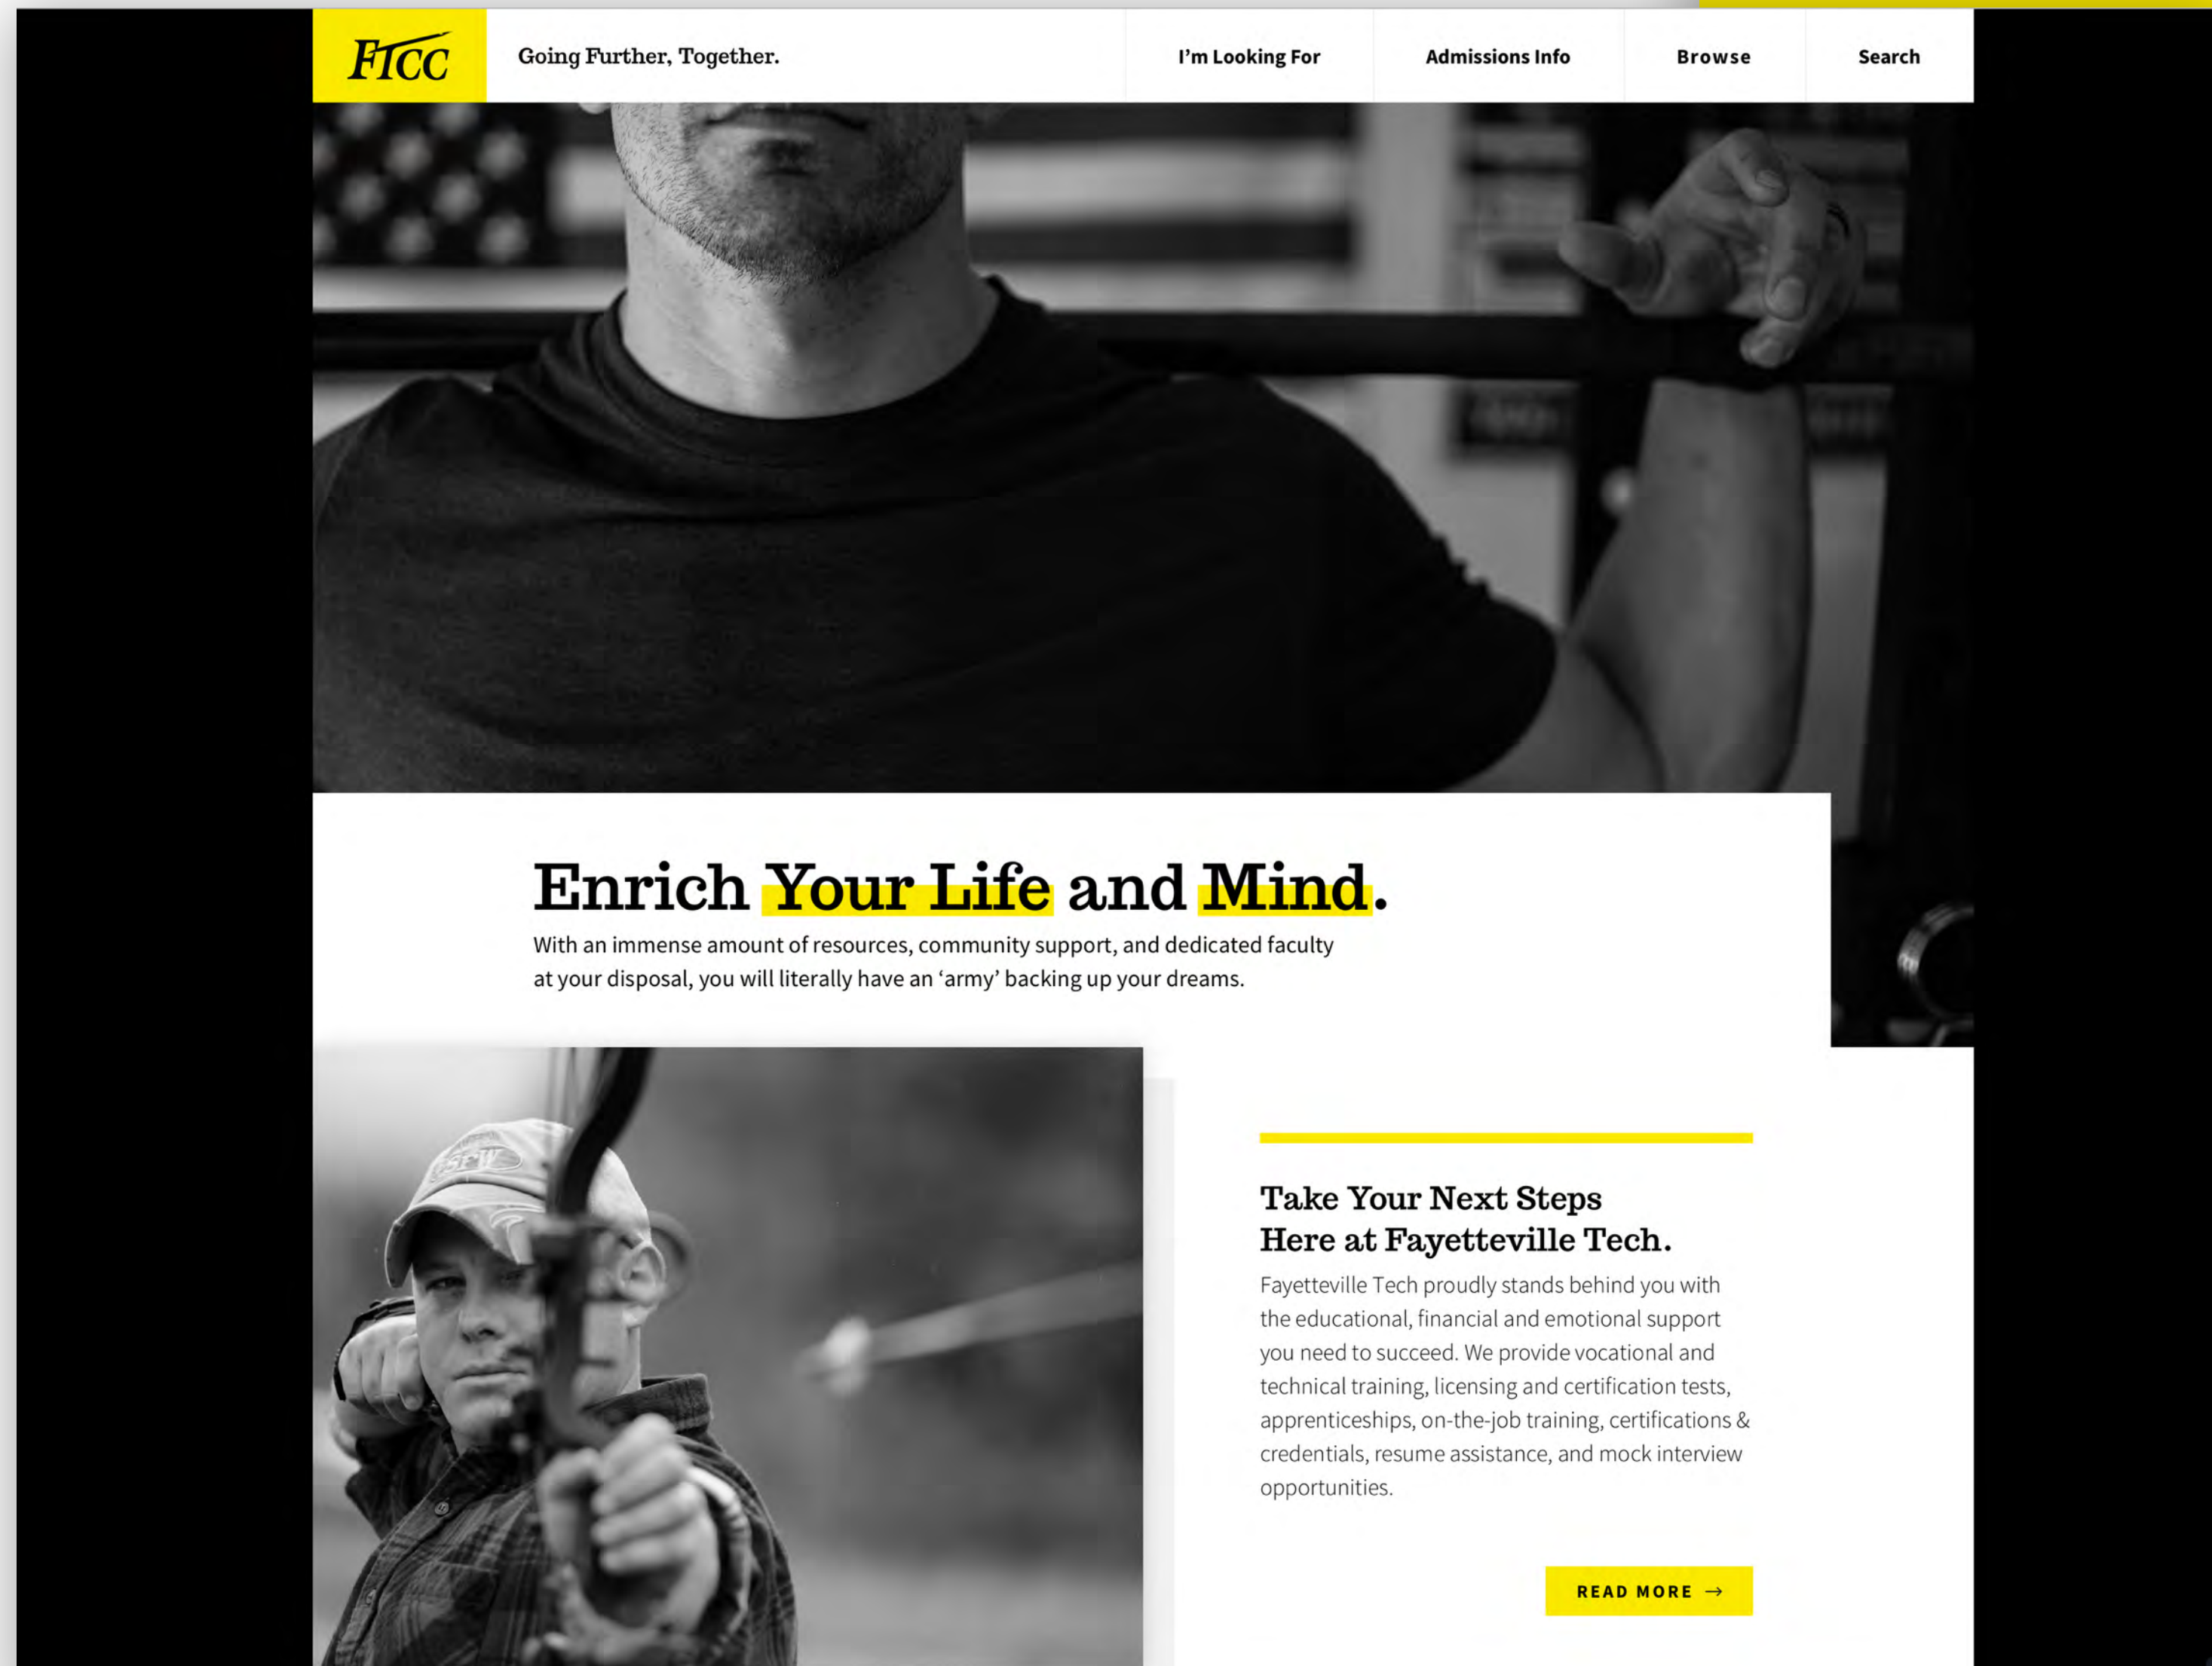 FTCC
Going Further, Together.
I’m Looking For
Admissions Info
Browse
Search
Enrich Your Life and Mind.
With an immense amount of resources, community support, and dedicated faculty
at your disposal, you will literally have an ‘army’ backing up your dreams.
Take Your Next Steps
Here at Fayetteville Tech.
Fayetteville Tech proudly stands behind you with
the educational, financial and emotional support
you need to succeed. We provide vocational and
technical training, licensing and certification tests,
apprenticeships, on-the-job training, certifications &
credentials, resume assistance, and mock interview
opportunities.
READ MORE →